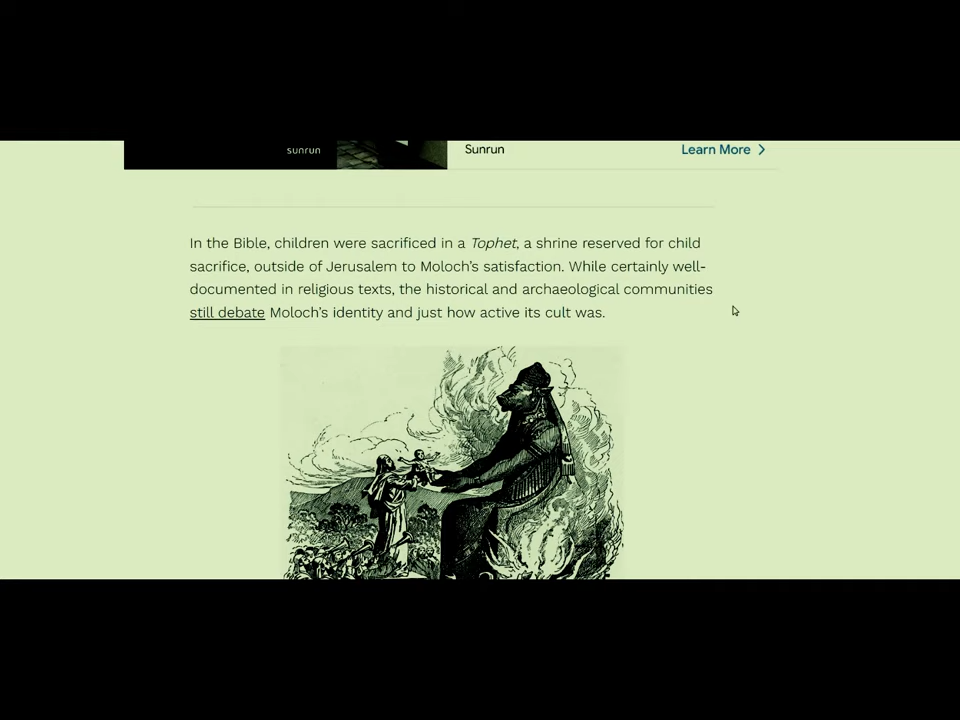 sunrun
Sunrun
Learn More
In the Bible, children were sacrificed in a Tophet, a shrine reserved for child
sacrifice, outside of Jerusalem to Moloch's satisfaction. While certainly well-
documented in religious texts, the historical and archaeological communities
still debate Moloch's identity and just how active its cult was.